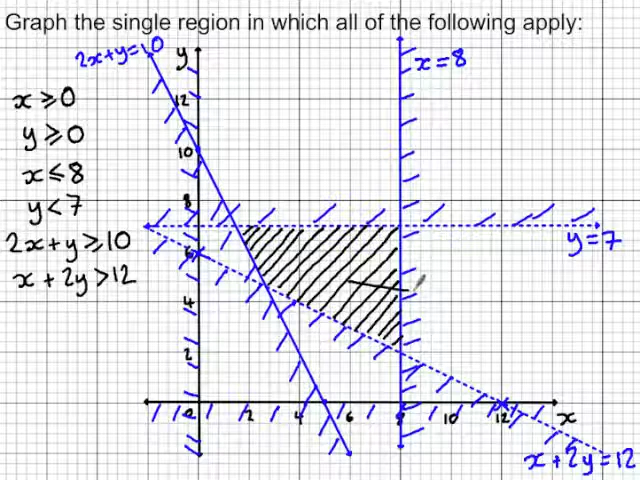 Graph the single region in which all of the following apply:
2x+y=10
y
x=8
x ≥ 0
y ≥ 0
x ≤ 8
y < 7
2x+y ≥ 10
x + 2y > 12
12
10
8
6
4
2
0
2
4
6
8
10
12
x
y=7
x + 2y = 12